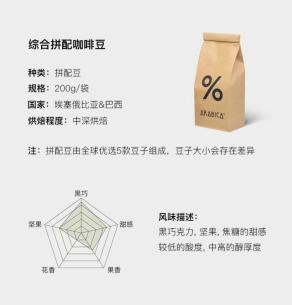 综合拼配咖啡豆
种类：拼配豆
规格：200g/袋
国家：埃塞俄比亚&巴西
烘焙程度：中深烘焙
%
ARABICA
注：拼配豆由全球优选5款豆子组成，豆子大小会存在差异
黑巧
坚果
甜感
花香
果香
风味描述：
黑巧克力, 坚果, 焦糖的甜感
较低的酸度，中高的醇厚度